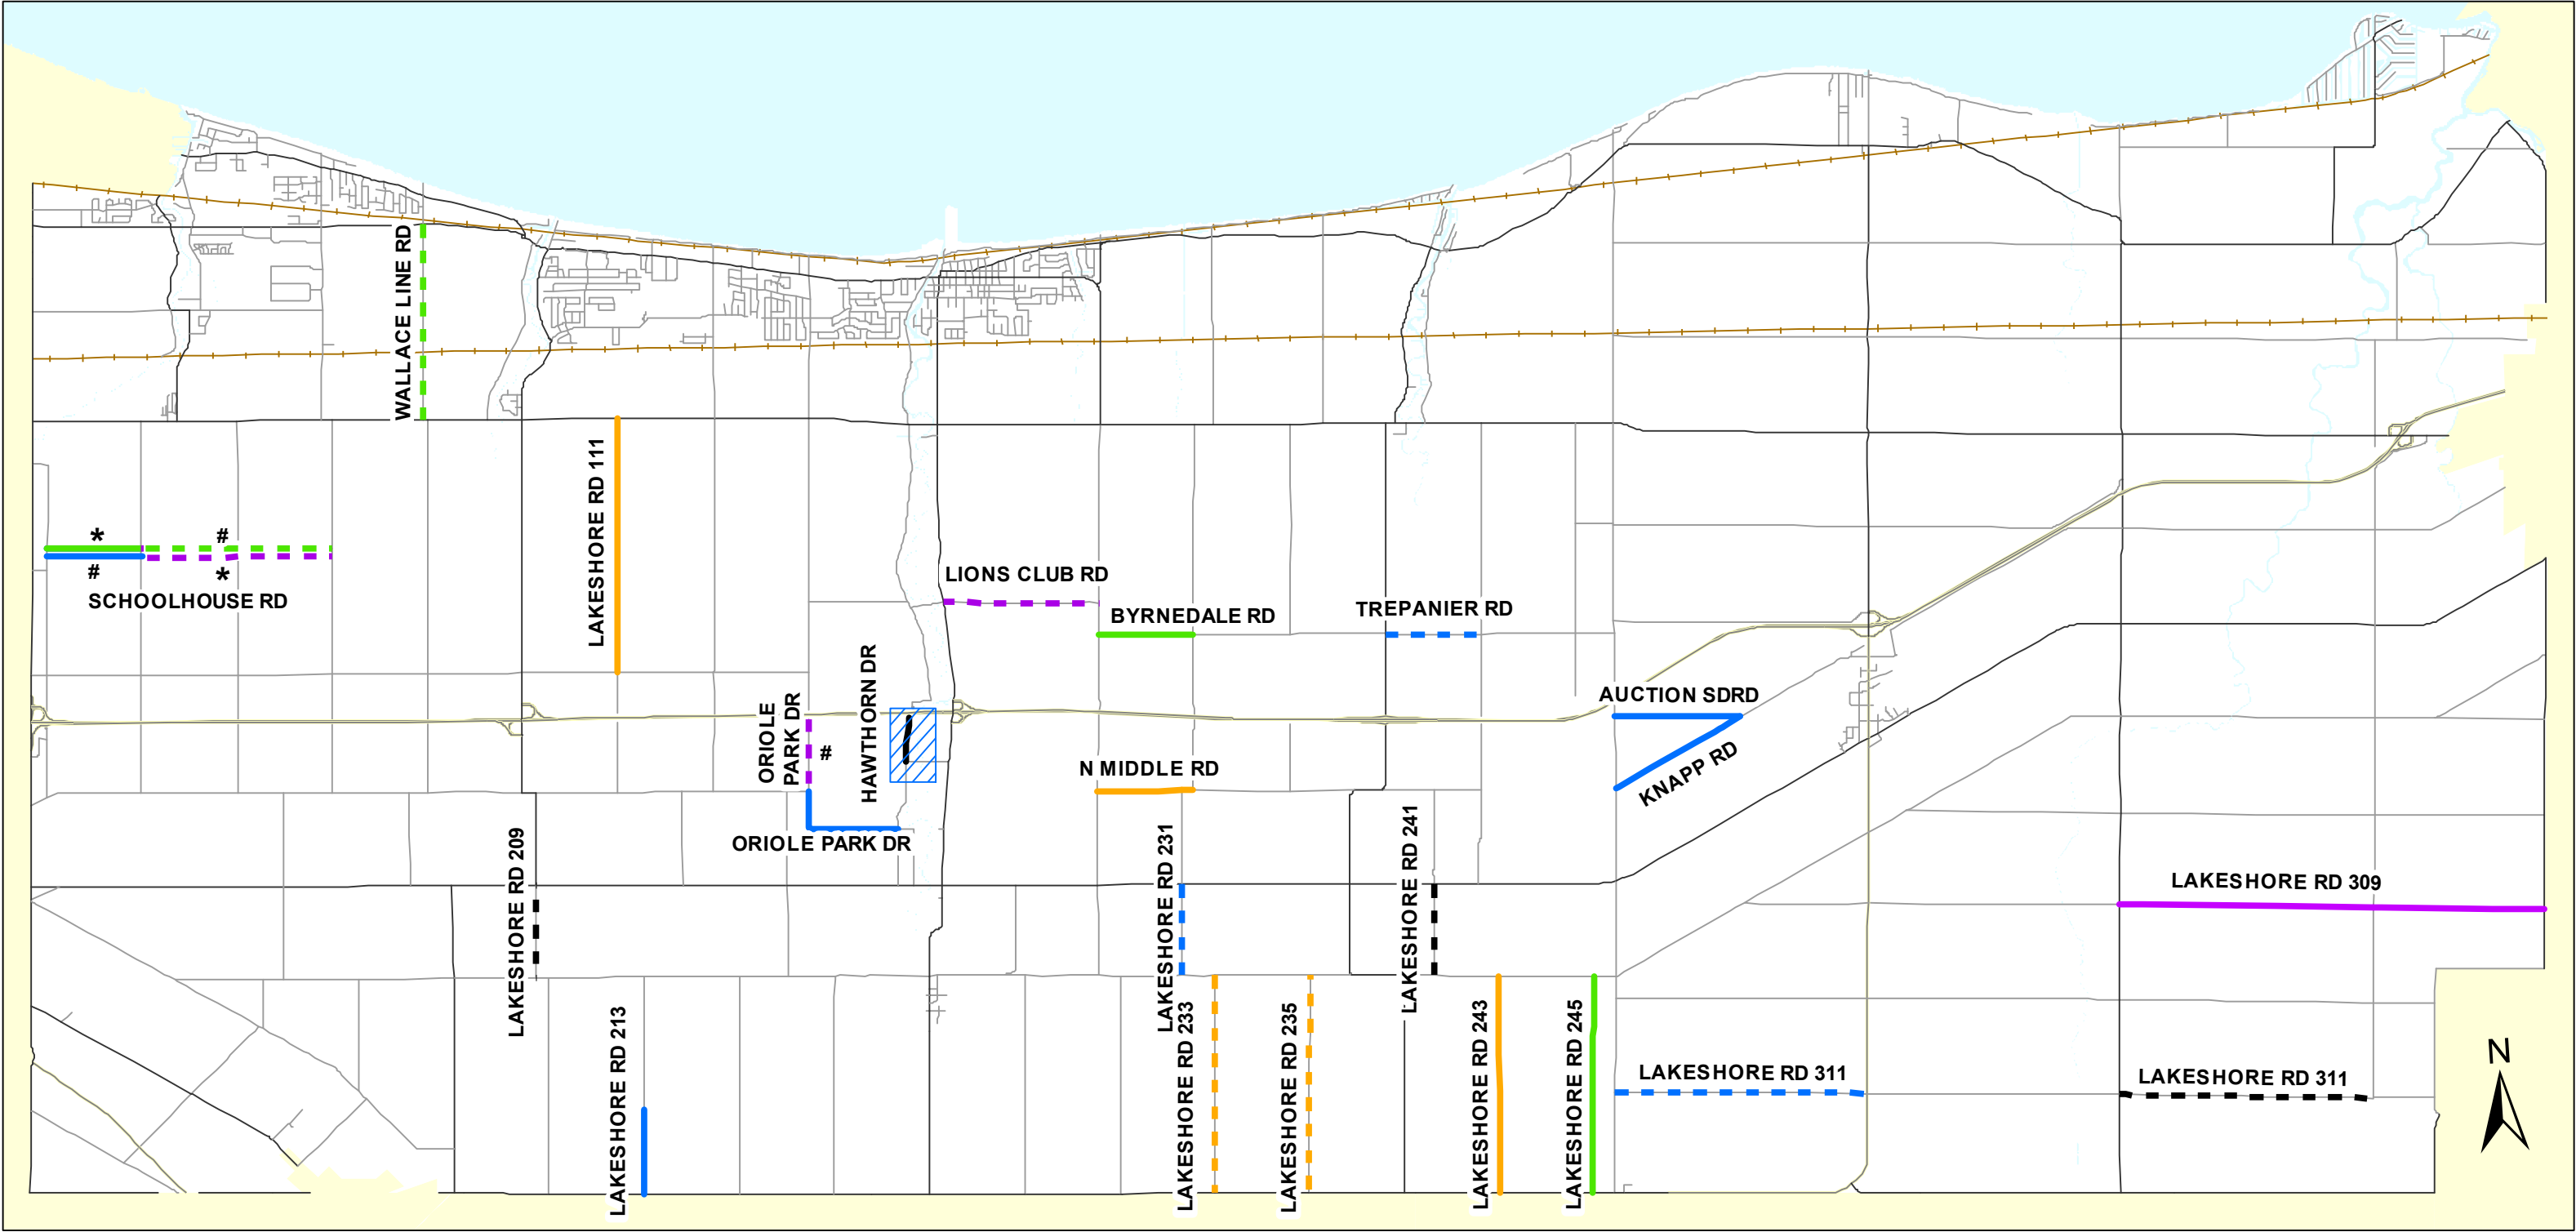 WALLACE LINE RD
LAKESHORE RD 111
*
#
#
*
SCHOOLHOUSE RD
LIONS CLUB RD
BYRNEDALE RD
TREPANIER RD
ORIOLE
PARK DR
#
HAWTHORN DR
AUCTION SDRD
KNAPP RD
N MIDDLE RD
ORIOLE PARK DR
LAKESHORE RD 209
LAKESHORE RD 231
LAKESHORE RD 241
LAKESHORE RD 309
LAKESHORE RD 213
LAKESHORE RD 233
LAKESHORE RD 235
LAKESHORE RD 243
LAKESHORE RD 245
LAKESHORE RD 311
LAKESHORE RD 311
N